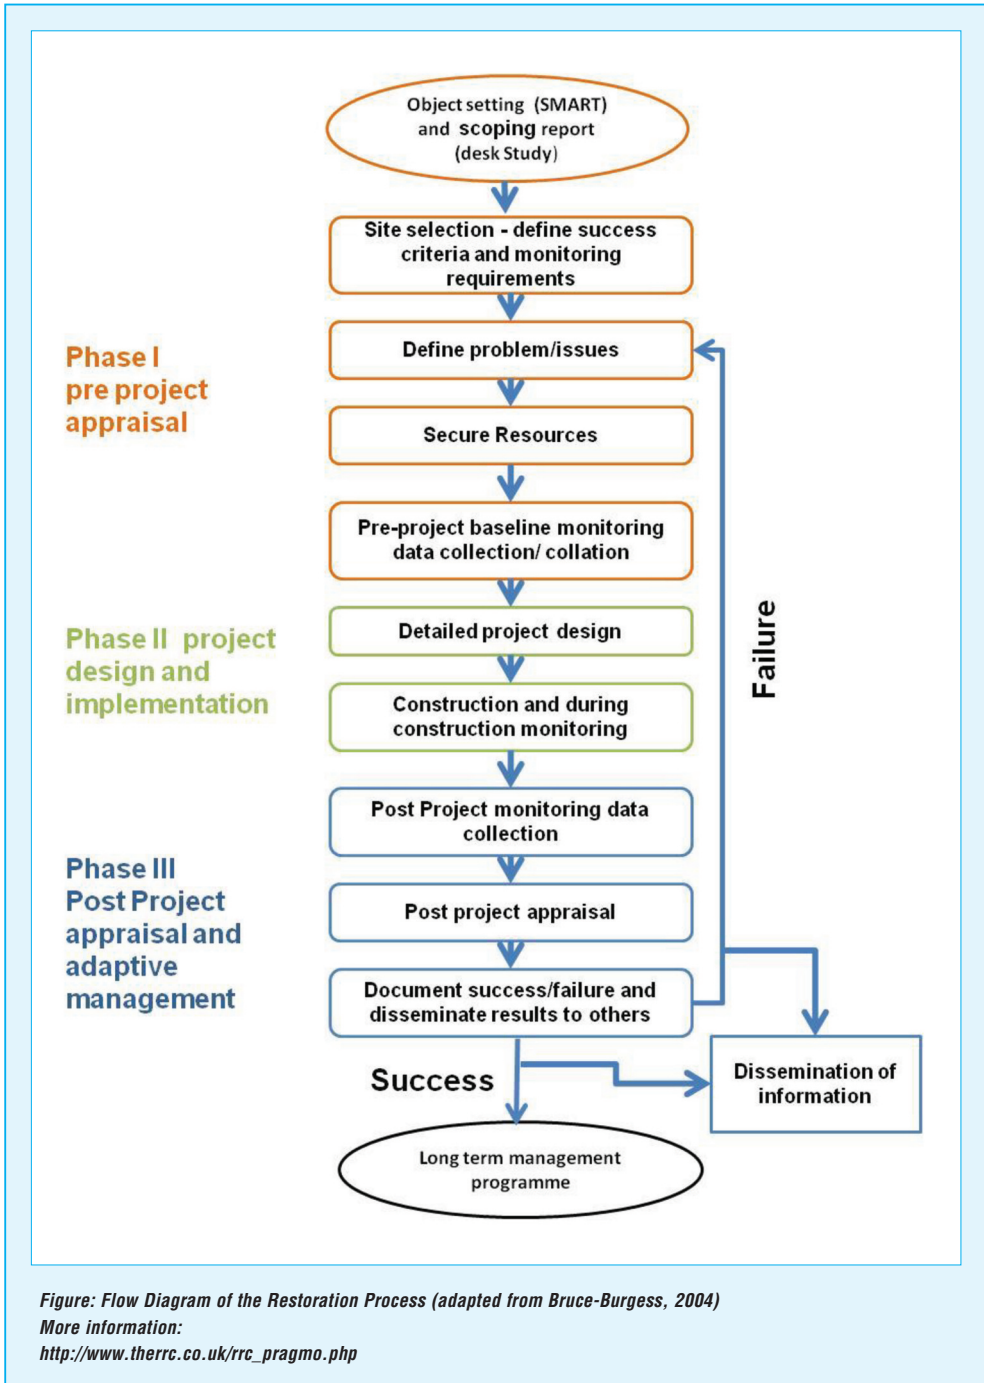 Object setting (SMART)
and scoping report
(desk Study)
Site selection - define success
criteria and monitoring
requirements
Define problem/issues
Secure Resources
Pre-project baseline monitoring
data collection/ collation
Phase I
pre project
appraisal
Detailed project design
Construction and during
construction monitoring
Phase II project
design and
implementation
Failure
Post Project monitoring data
collection
Post project appraisal
Document success/failure and
disseminate results to others
Phase III
Post Project
appraisal and
adaptive
management
Success
Dissemination of
information
Long term management
programme
Figure: Flow Diagram of the Restoration Process (adapted from Bruce-Burgess, 2004)
More information:
http://www.therrc.co.uk/rrc_pragmo.php